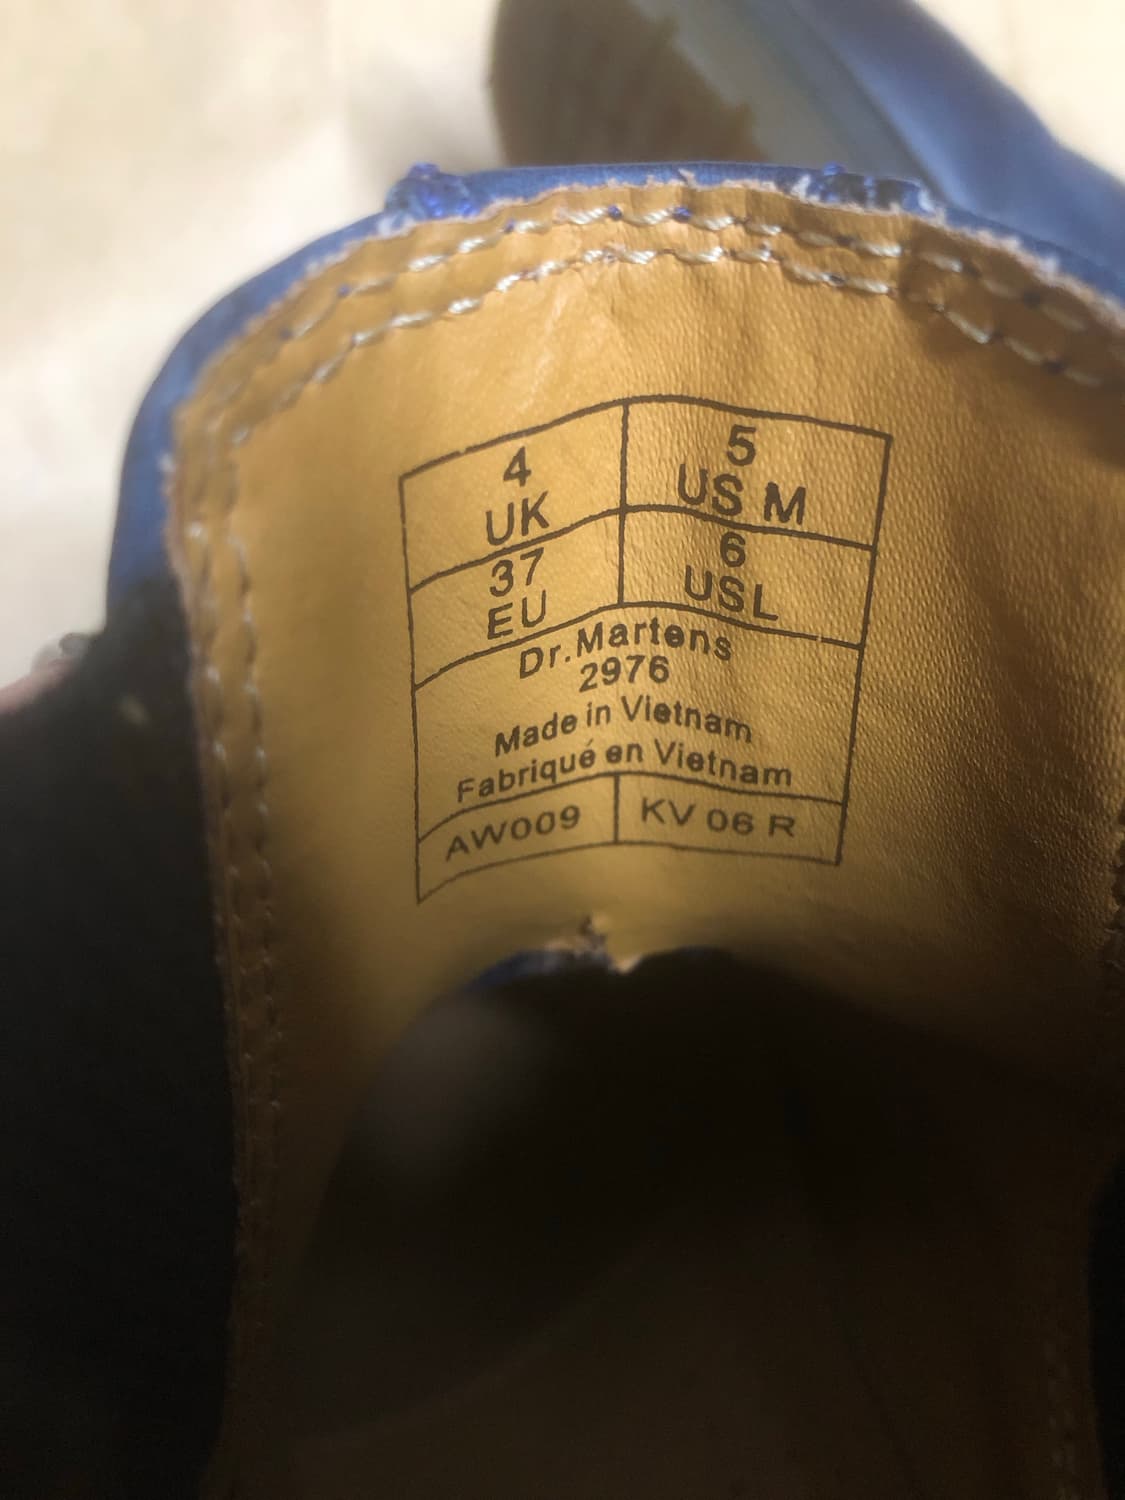 4
UK
5
US M
37
EU
6
US L
Dr. Martens
2976
Made in Vietnam
Fabriqué en Vietnam
AW009
KV 06 R